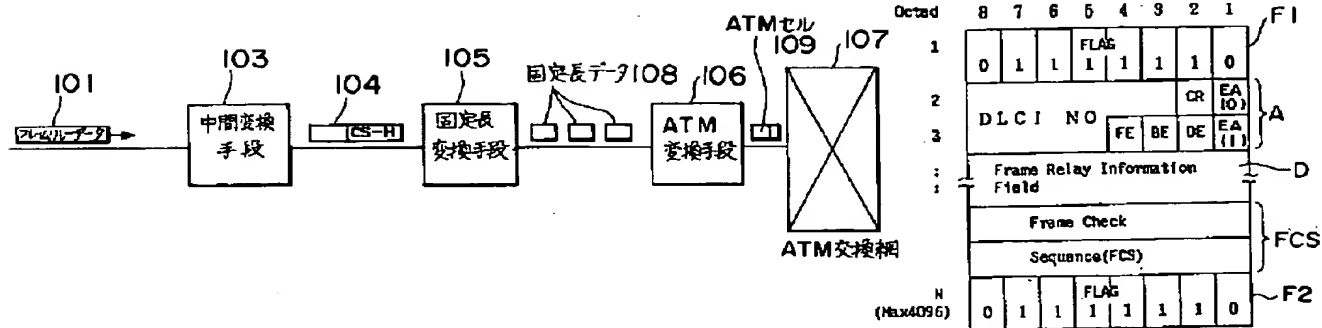 101
フレームリレーデータ
103
中間変換
手段
104
CS-H
105
固定長
変換手段
固定長データ108
106
ATM
変換手段
ATMセル
109
107
ATM交換網
Octed 8 7 6 5 4 3 2 1
F1
1
FLAG
0 1 1 1 1 1 1 0
2
CR EA
(0)
DLCI NO
A
3
FE BE DE EA
(1)
:
:
Frame Relay Information
Field
D
Frame Check
Sequence(FCS)
FCS
N
(Max4096)
FLAG
0 1 1 1 1 1 1 0
F2